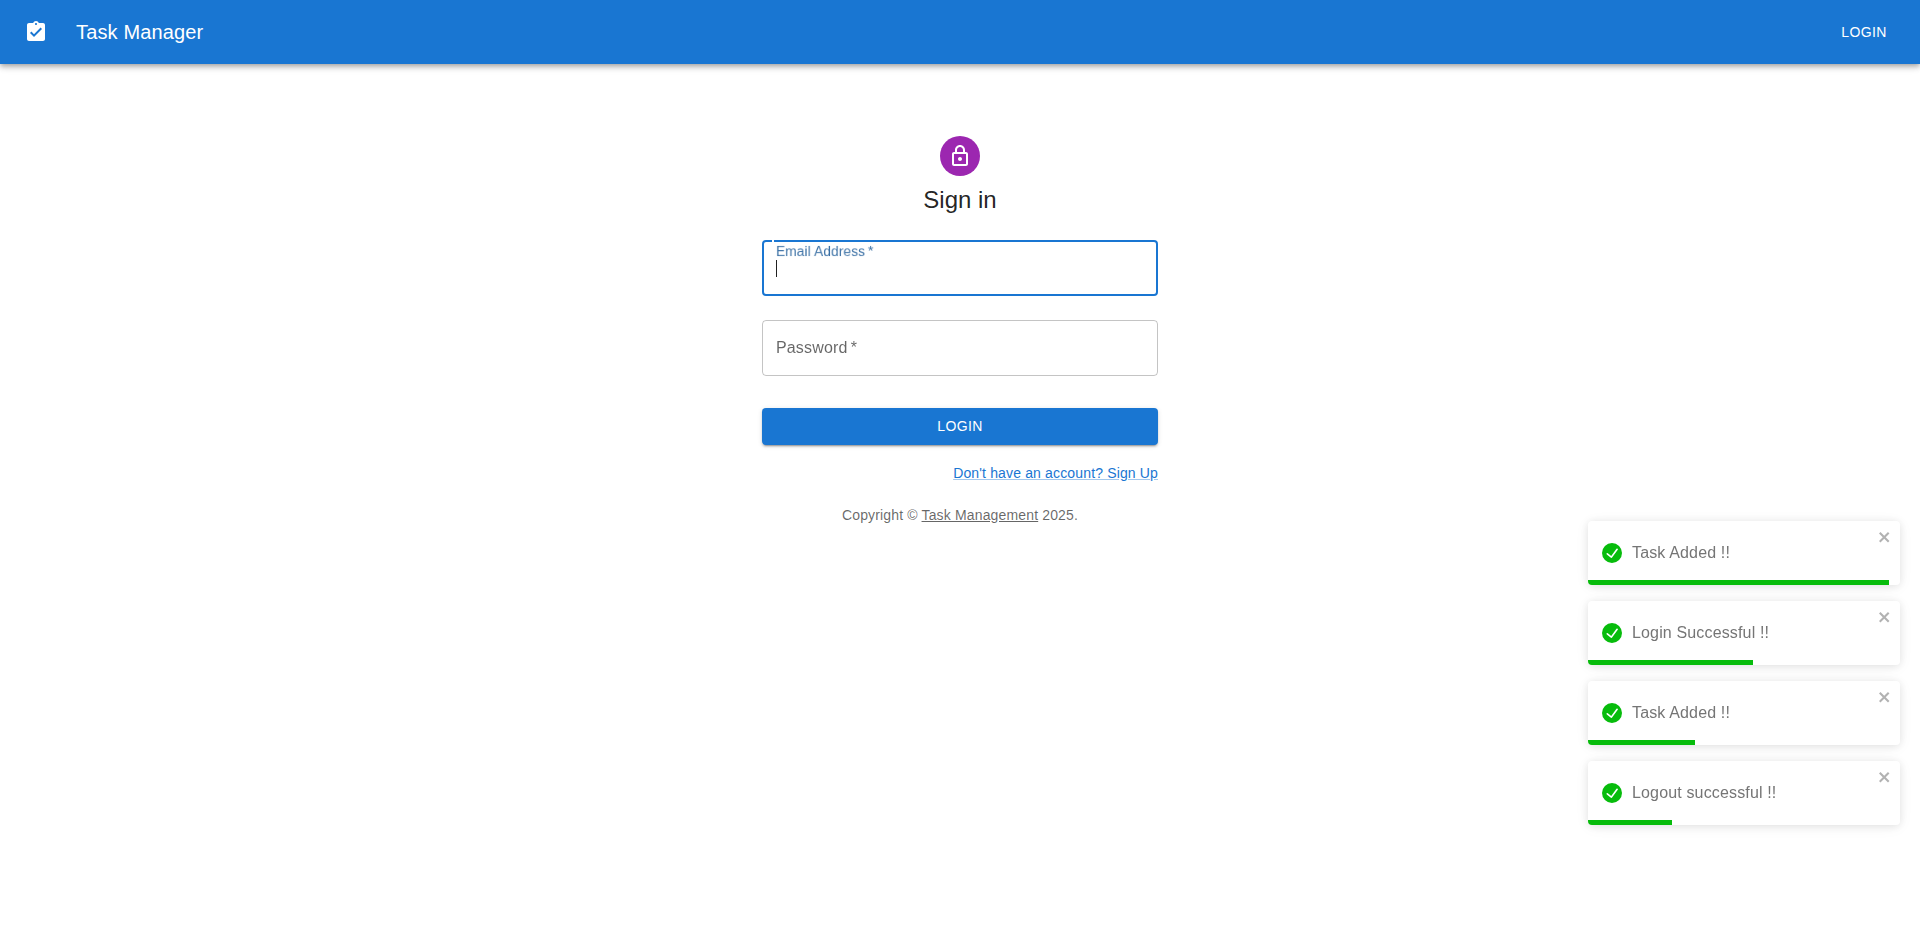 Task Manager
LOGIN
Sign in
Email Address *
Password *
LOGIN
Don't have an account? Sign Up
Copyright © Task Management 2025.
Task Added !!
Login Successful !!
Task Added !!
Logout successful !!